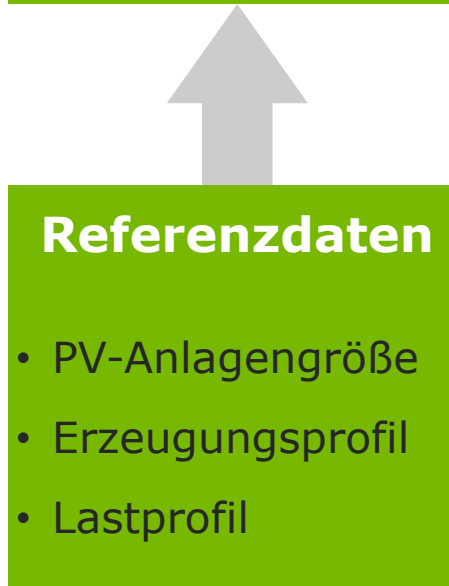 Referenzdaten
• PV-Anlagengröße
• Erzeugungsprofil
• Lastprofil